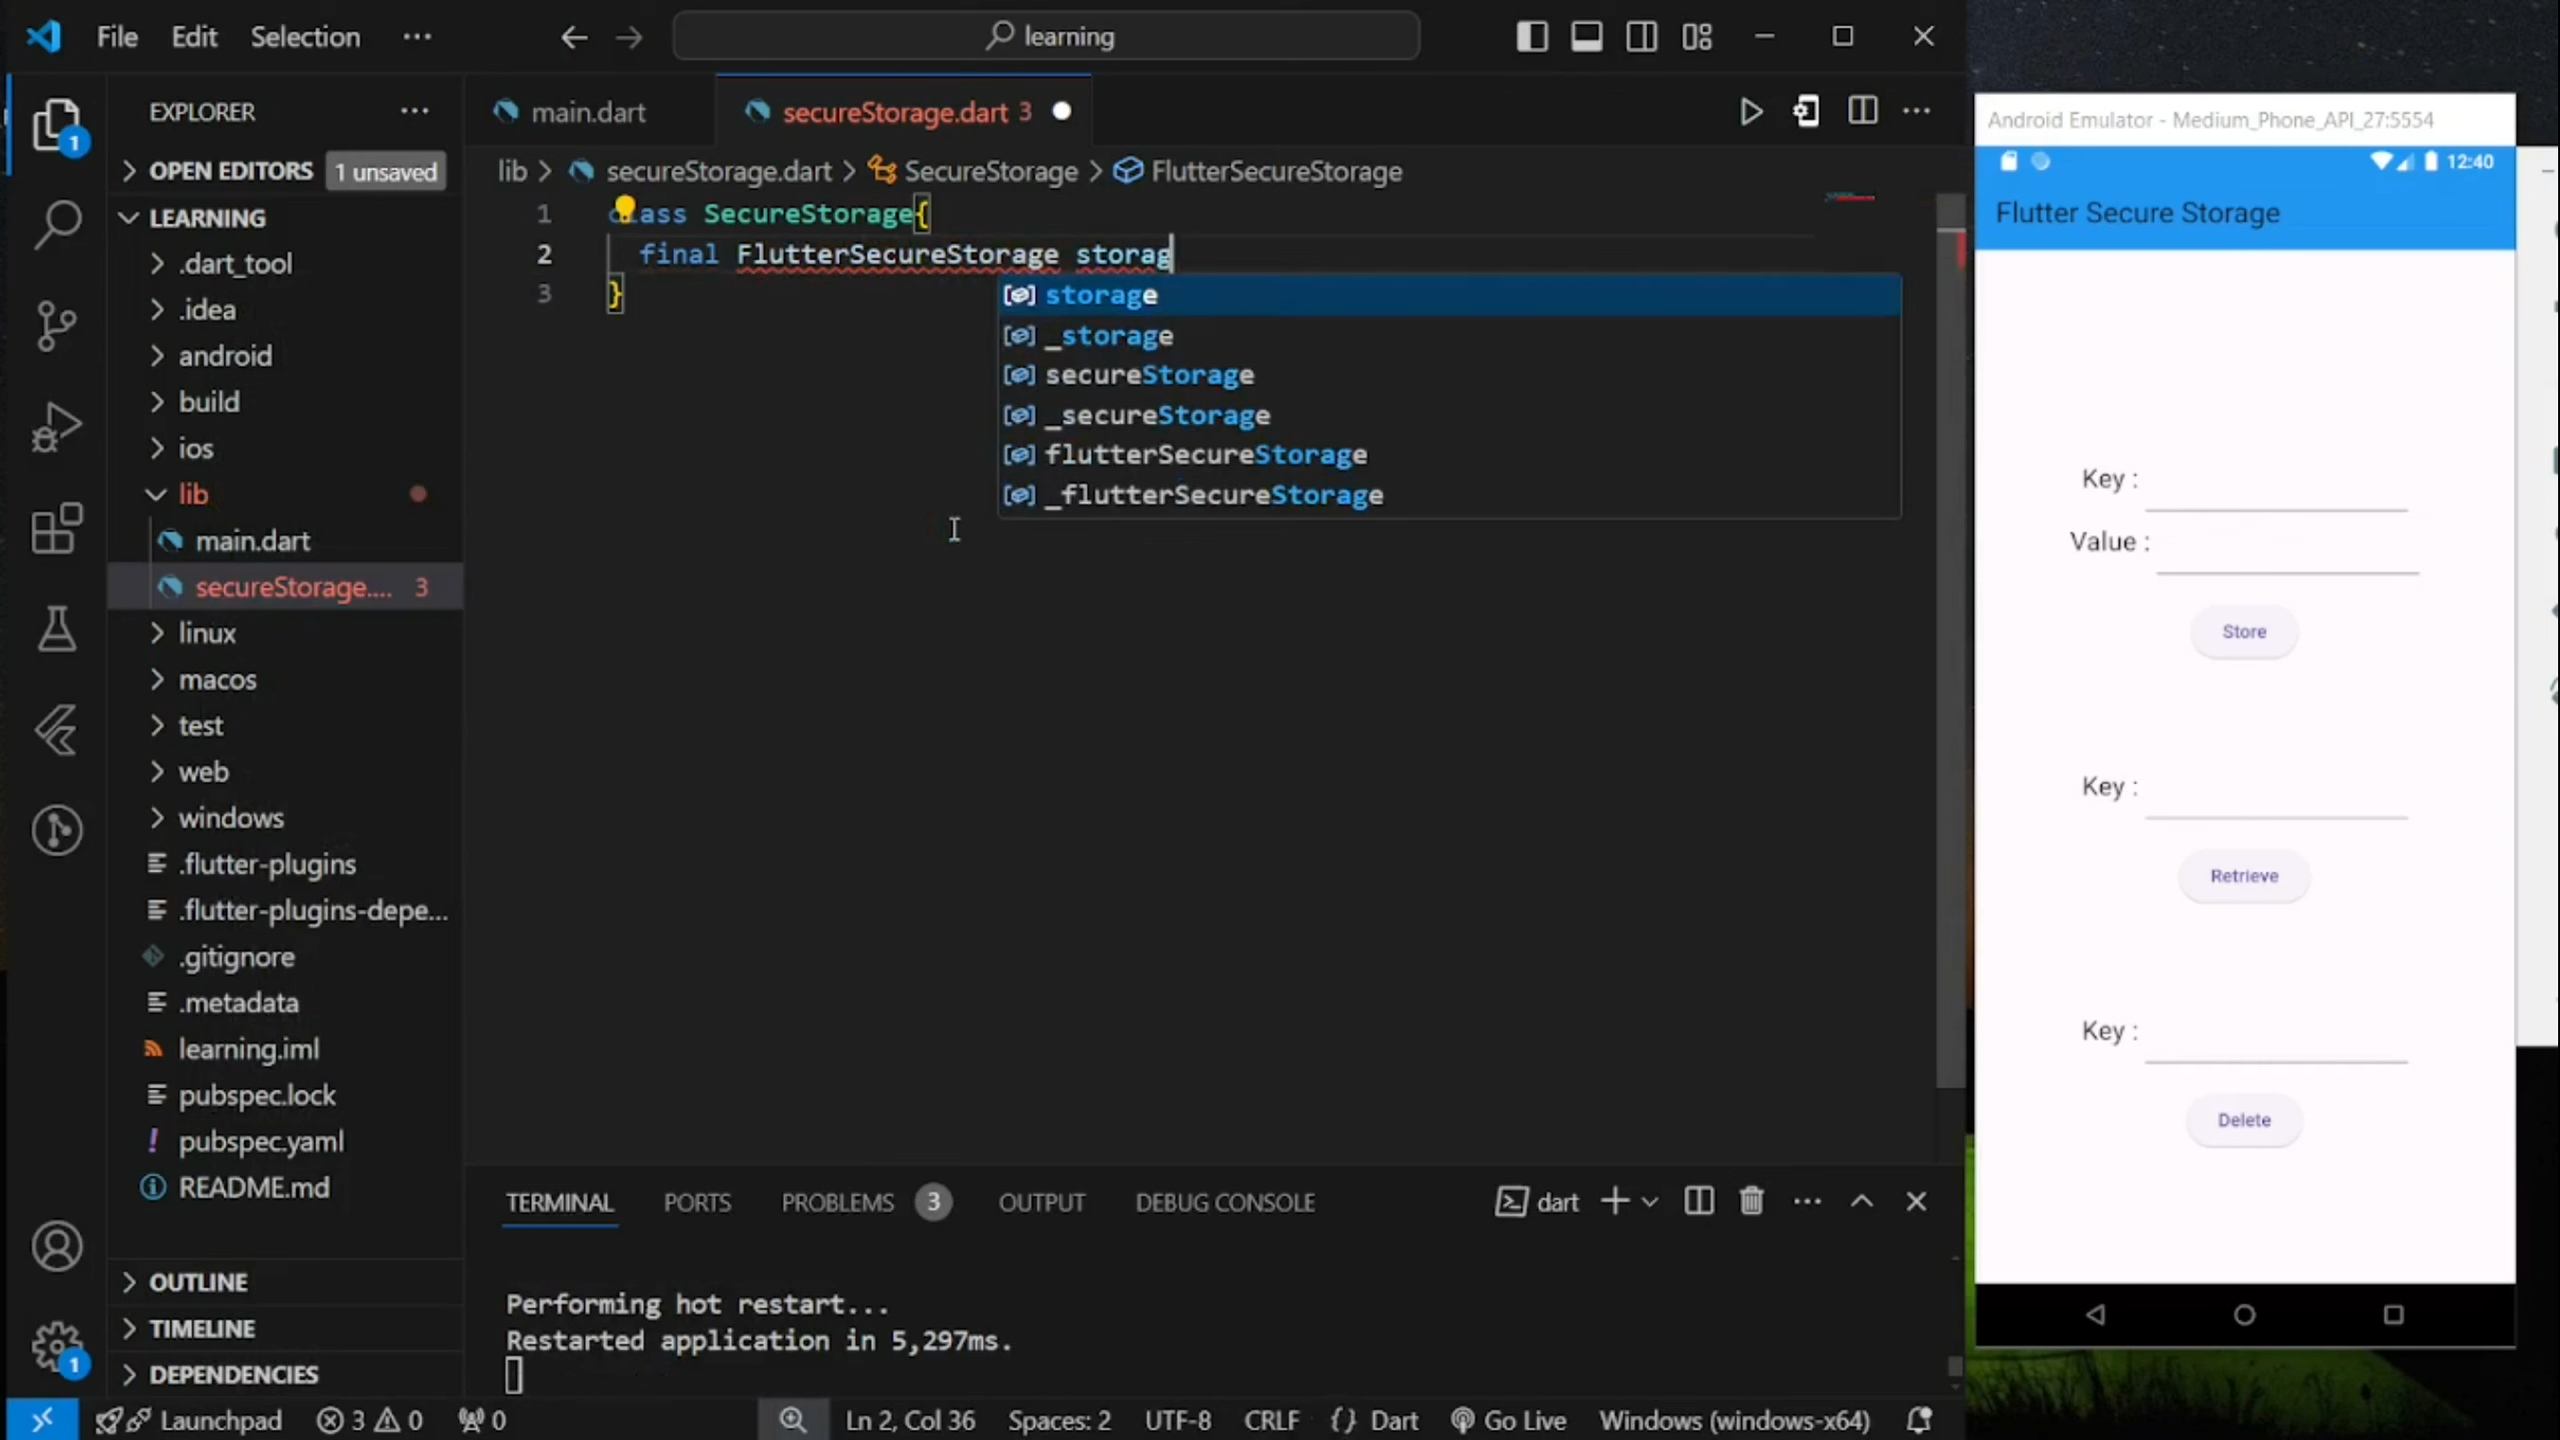 File Edit Selection ··· learning
EXPLORER ···
OPEN EDITORS 1 unsaved
LEARNING
.dart_tool
.idea
android
build
ios
lib
main.dart
secureStorage.... 3
linux
macos
test
web
windows
.flutter-plugins
.flutter-plugins-depe...
.gitignore
.metadata
learning.iml
pubspec.lock
pubspec.yaml
README.md
OUTLINE
TIMELINE
DEPENDENCIES
1
1
main.dart secureStorage.dart 3
lib > secureStorage.dart > SecureStorage > FlutterSecureStorage
1 class SecureStorage{
2 final FlutterSecureStorage storag
3 }
storage
_storage
secureStorage
_secureStorage
flutterSecureStorage
_flutterSecureStorage
TERMINAL PORTS PROBLEMS 3 OUTPUT DEBUG CONSOLE dart
Performing hot restart...
Restarted application in 5,297ms.
Launchpad 3 0 0 Ln 2, Col 36 Spaces: 2 UTF-8 CRLF {} Dart Go Live Windows (windows-x64)
Android Emulator - Medium_Phone_API_27:5554
12:40
Flutter Secure Storage
Key :
Value :
Store
Key :
Retrieve
Key :
Delete